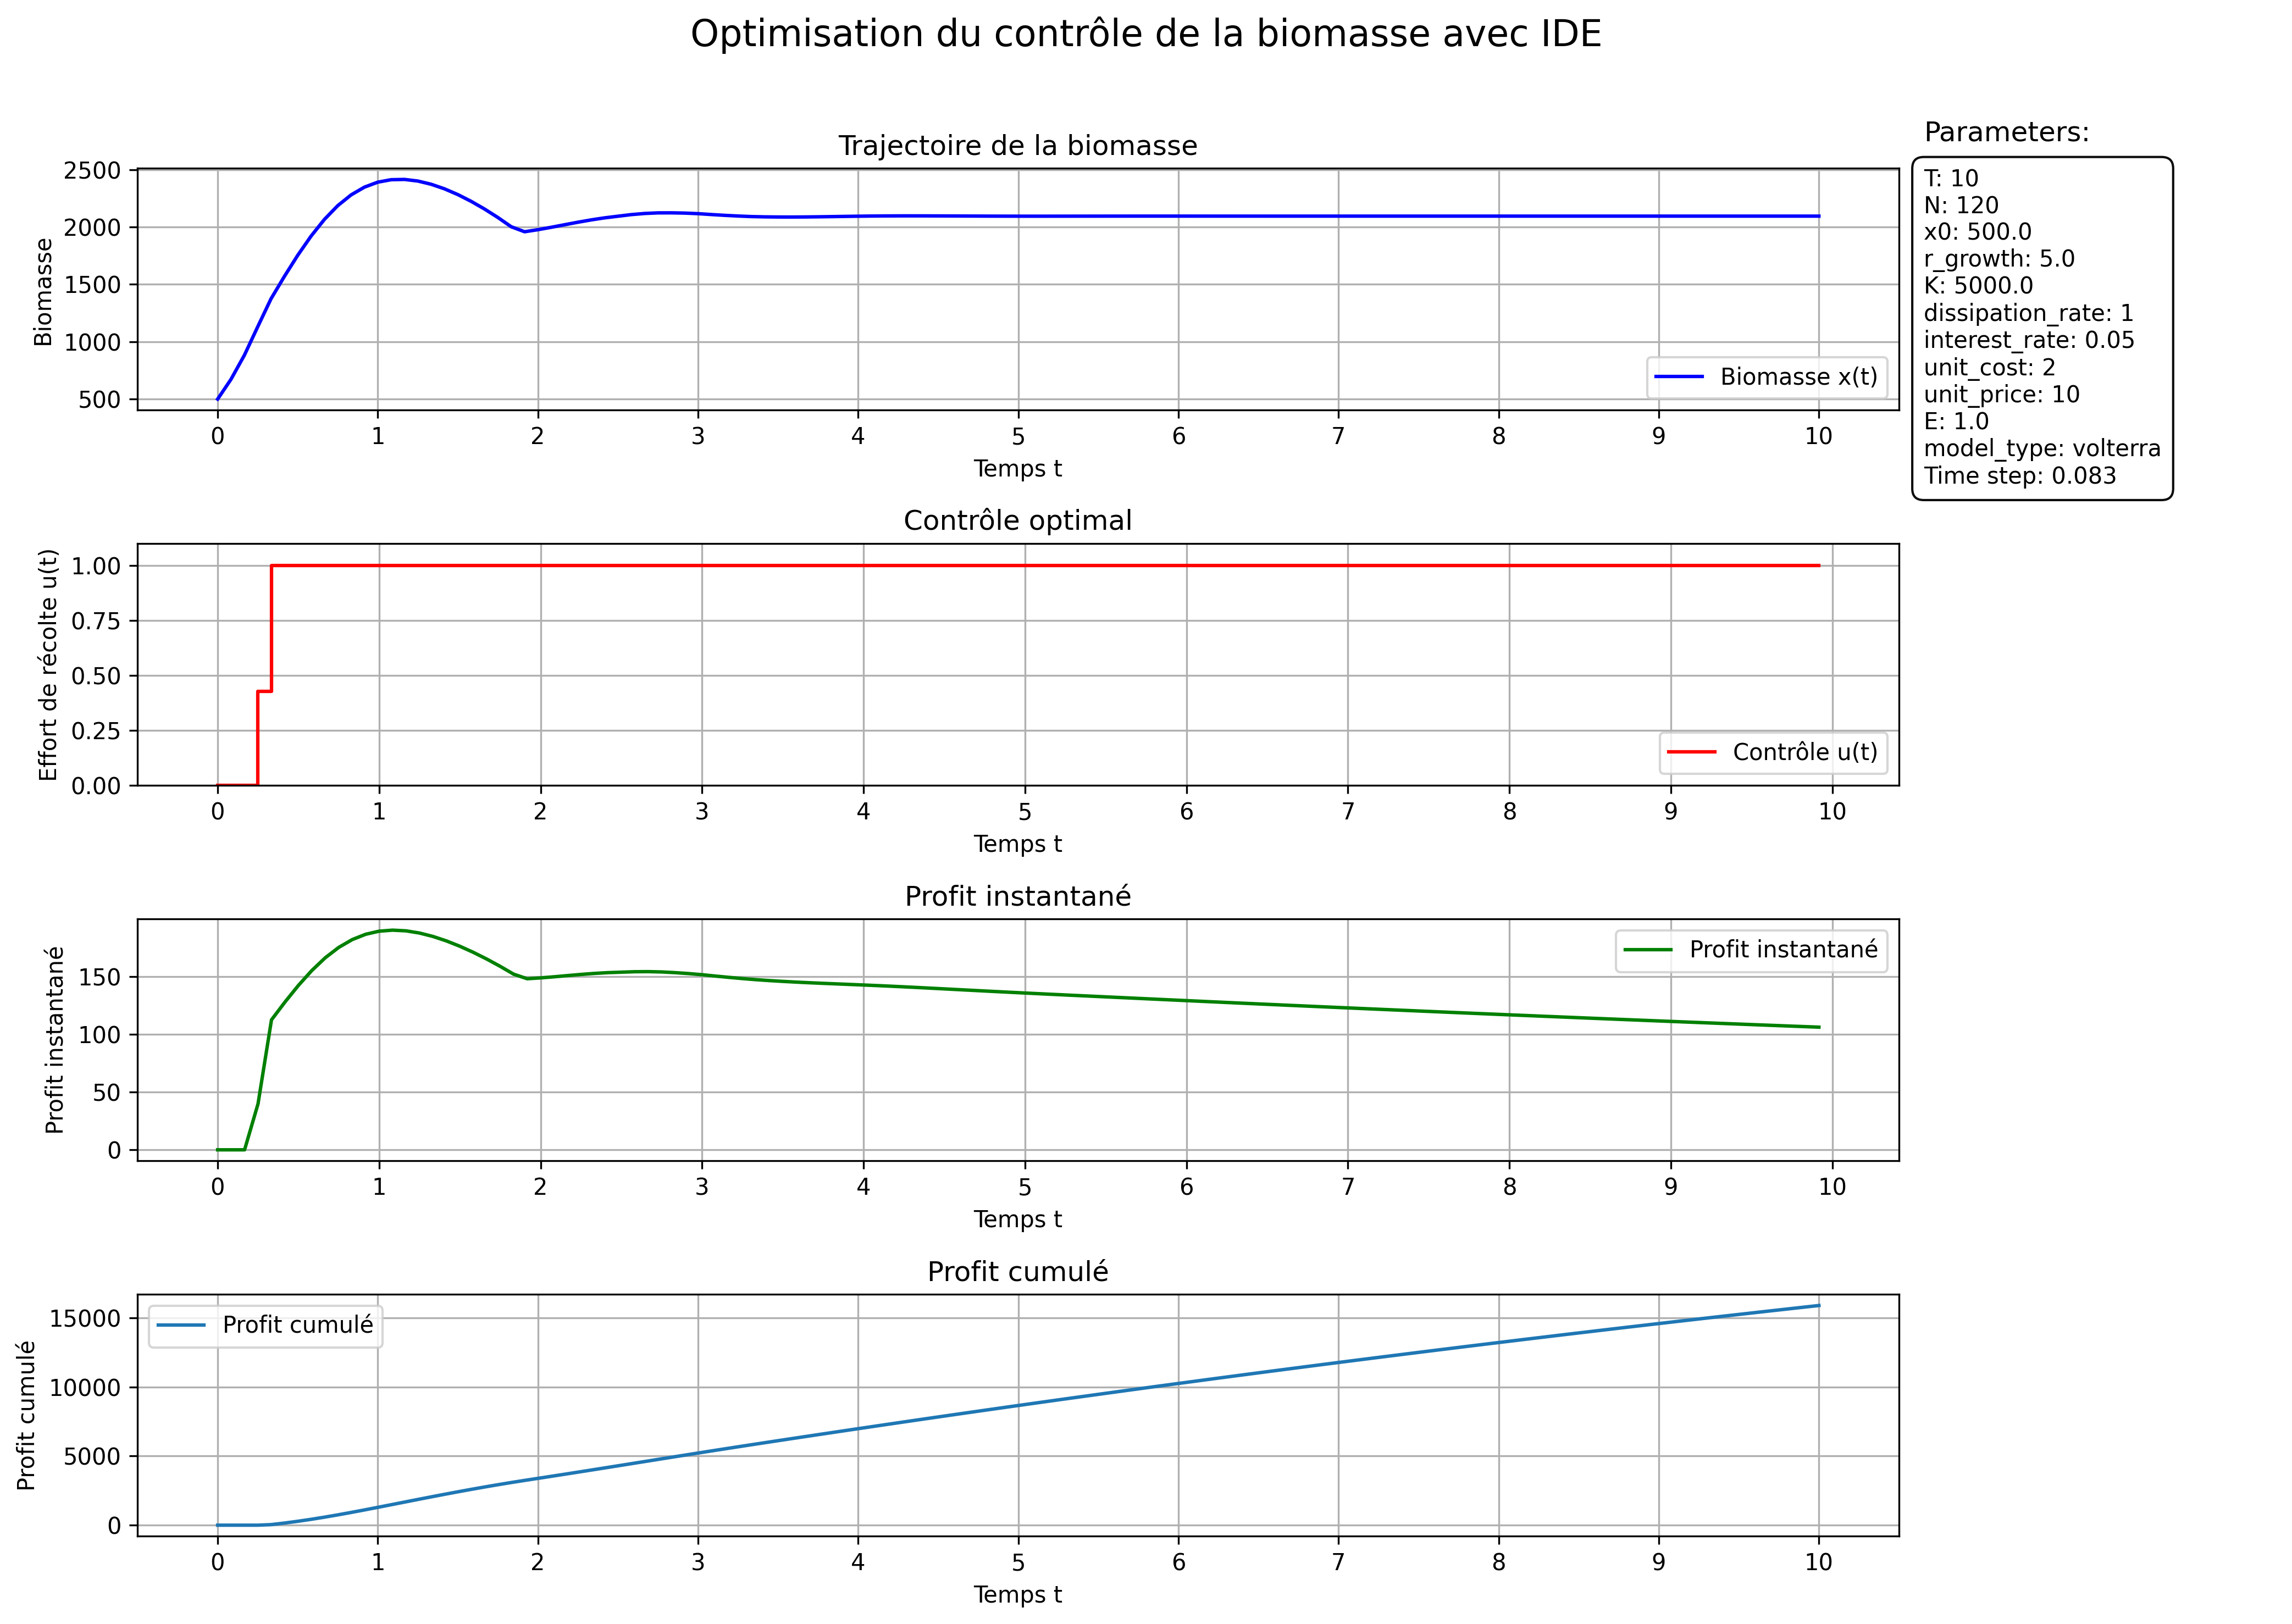 Optimisation du contrôle de la biomasse avec IDE
Trajectoire de la biomasse
Biomasse
2500
2000
1500
1000
500
0 1 2 3 4 5 6 7 8 9 10
Temps t
Biomasse x(t)
Parameters:
T: 10
N: 120
x0: 500.0
r_growth: 5.0
K: 5000.0
dissipation_rate: 1
interest_rate: 0.05
unit_cost: 2
unit_price: 10
E: 1.0
model_type: volterra
Time step: 0.083
Contrôle optimal
Effort de récolte u(t)
1.00
0.75
0.50
0.25
0.00
0 1 2 3 4 5 6 7 8 9 10
Temps t
Contrôle u(t)
Profit instantané
Profit instantané
150
100
50
0
0 1 2 3 4 5 6 7 8 9 10
Temps t
Profit instantané
Profit cumulé
Profit cumulé
15000
10000
5000
0
0 1 2 3 4 5 6 7 8 9 10
Temps t
Profit cumulé